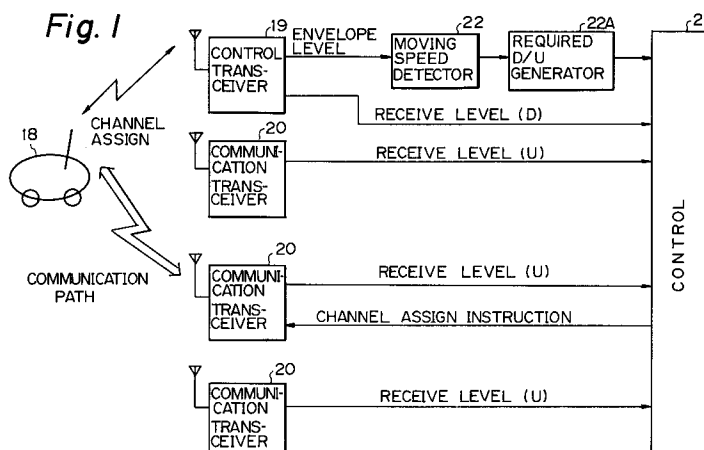 Fig. 1
19
CONTROL
TRANS-
CEIVER
ENVELOPE
LEVEL
22
MOVING
SPEED
DETECTOR
22A
REQUIRED
D/U
GENERATOR
2
RECEIVE LEVEL (D)
18
CHANNEL
ASSIGN
20
COMMUNI-
CATION
TRANS-
CEIVER
RECEIVE LEVEL (U)
CONTROL
COMMUNICATION
PATH
20
COMMUNI-
CATION
TRANS-
CEIVER
RECEIVE LEVEL (U)
CHANNEL ASSIGN INSTRUCTION
20
COMMUNI-
CATION
TRANS-
CEIVER
RECEIVE LEVEL (U)